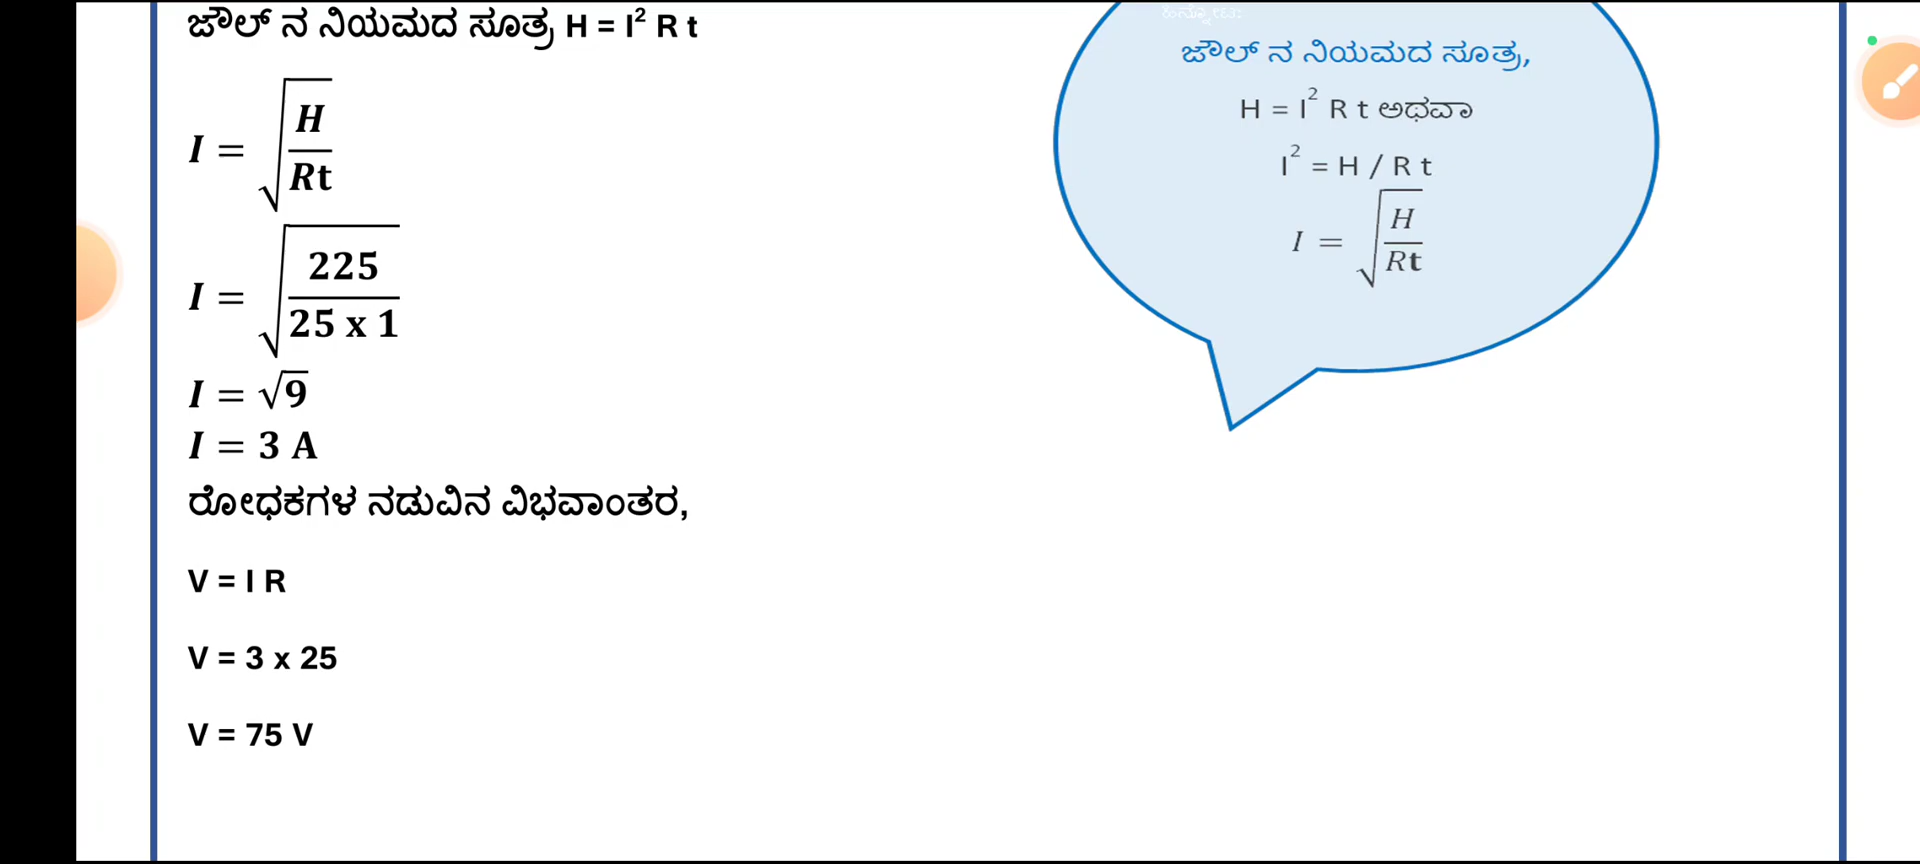 ಜೌಲ್ ನ ನಿಯಮದ ಸೂತ್ರ H = I² R t
I = √(H / Rt)
I = √(225 / 25 x 1)
I = √9
I = 3 A
ರೋಧಕಗಳ ನಡುವಿನ ವಿಭವಾಂತರ,
V = I R
V = 3 x 25
V = 75 V
ಹಿನ್ನೋಟ:
ಜೌಲ್ ನ ನಿಯಮದ ಸೂತ್ರ,
H = I² R t ಅಥವಾ
I² = H / R t
I = √(H / Rt)